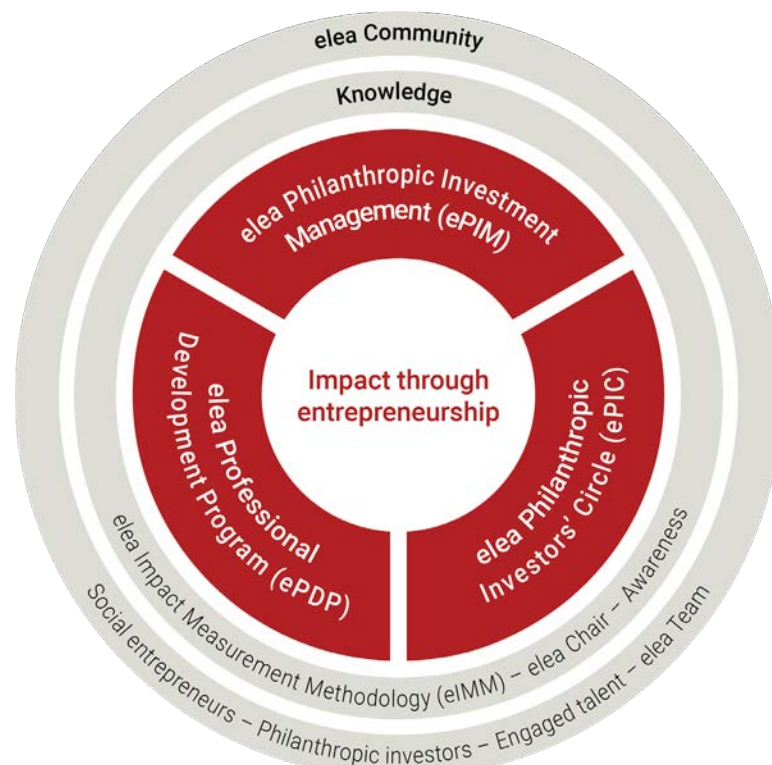 elea Community
Knowledge
elea Philanthropic Investment
Management (ePIM)
Impact through
entrepreneurship
elea Professional
Development Program (ePDP)
elea Philanthropic
Investors’ Circle (ePIC)
elea Impact Measurement Methodology (eIMM) – elea Chair – Awareness
Social entrepreneurs – Philanthropic investors – Engaged talent – elea Team